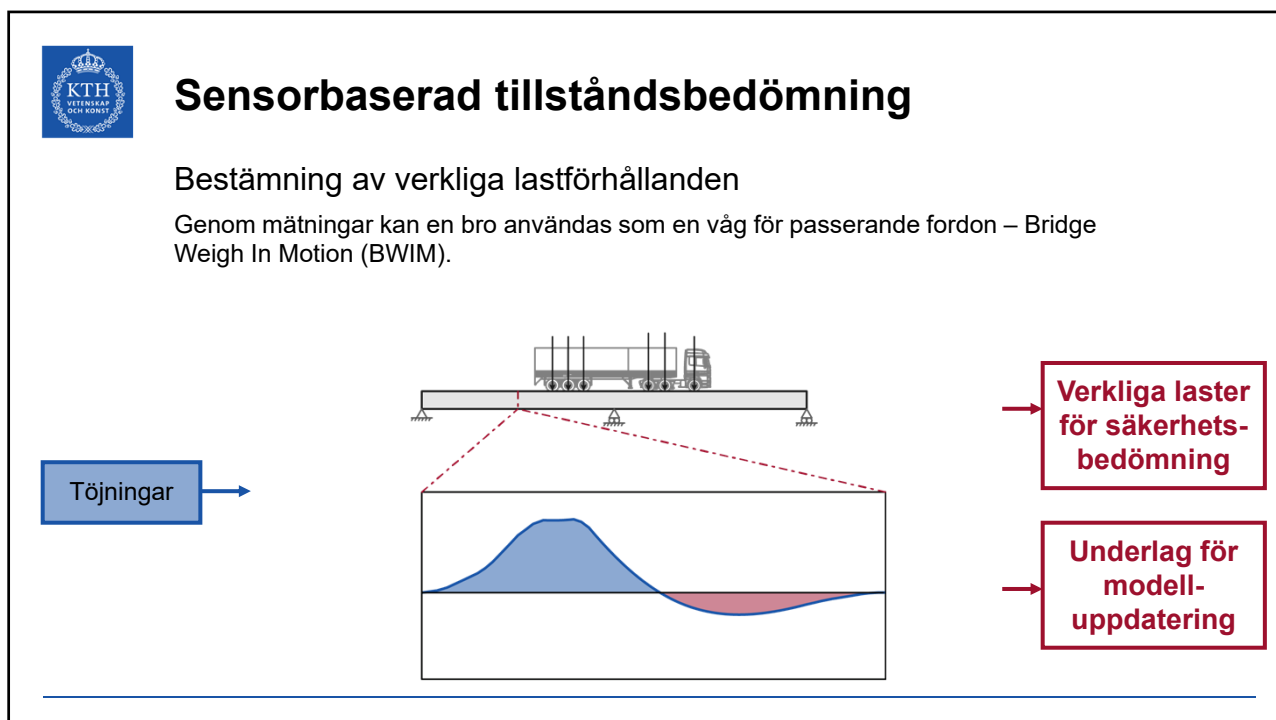 KTH
VETENSKAP
OCH KONST
Sensorbaserad tillståndsbedömning
Bestämning av verkliga lastförhållanden
Genom mätningar kan en bro användas som en våg för passerande fordon – Bridge
Weigh In Motion (BWIM).
Töjningar
Verkliga laster
för säkerhets-
bedömning
Underlag för
modell-
uppdatering